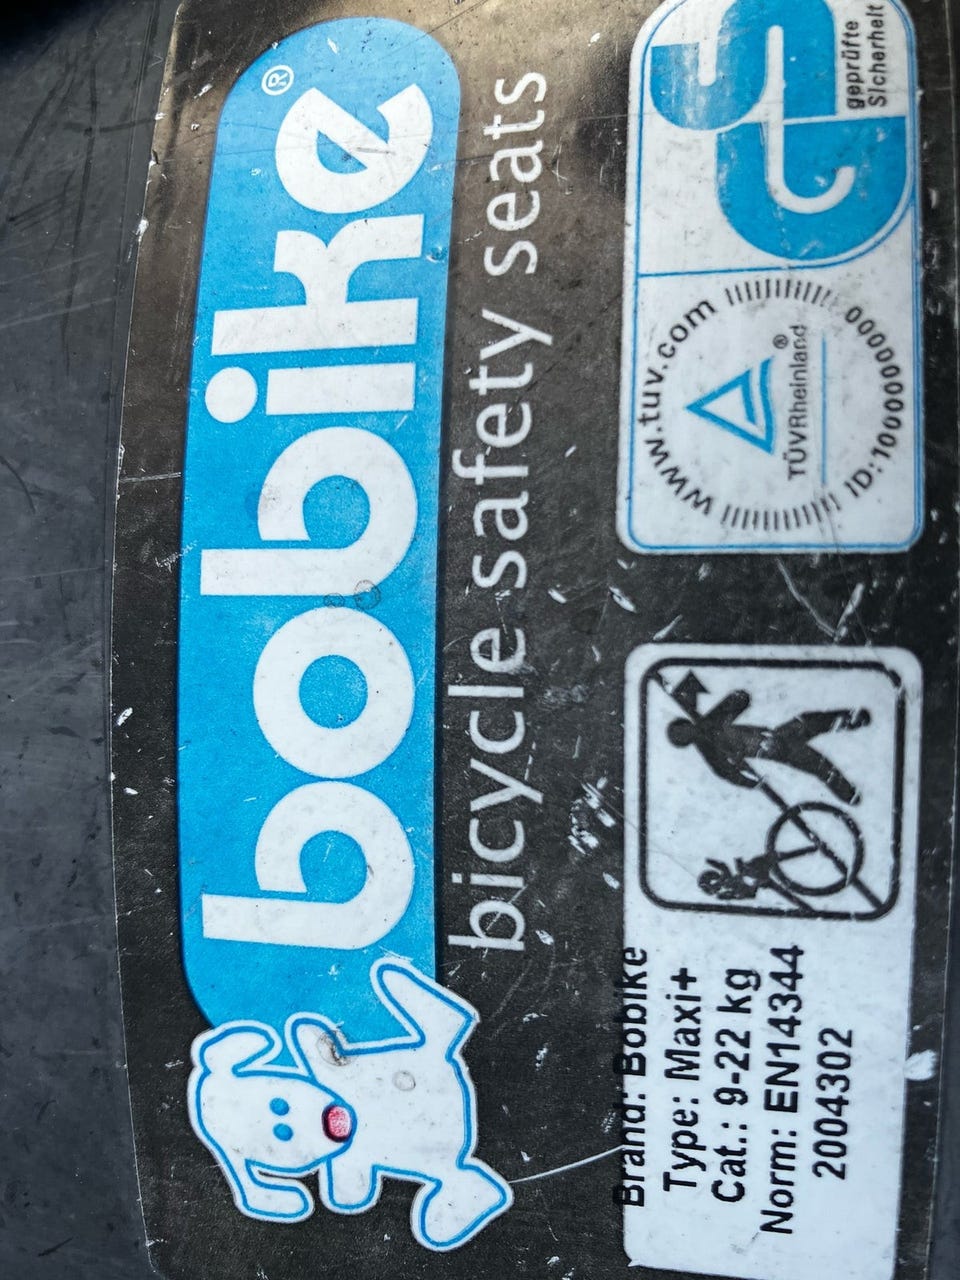 bobike®
bicycle safety seats
Brand: Bobike
Type: Maxi+
Cat.: 9-22 kg
Norm: EN14344
2004302
www.tuv.com
TÜVRheinland®
ID: 1000000000
geprüfte
Sicherheit